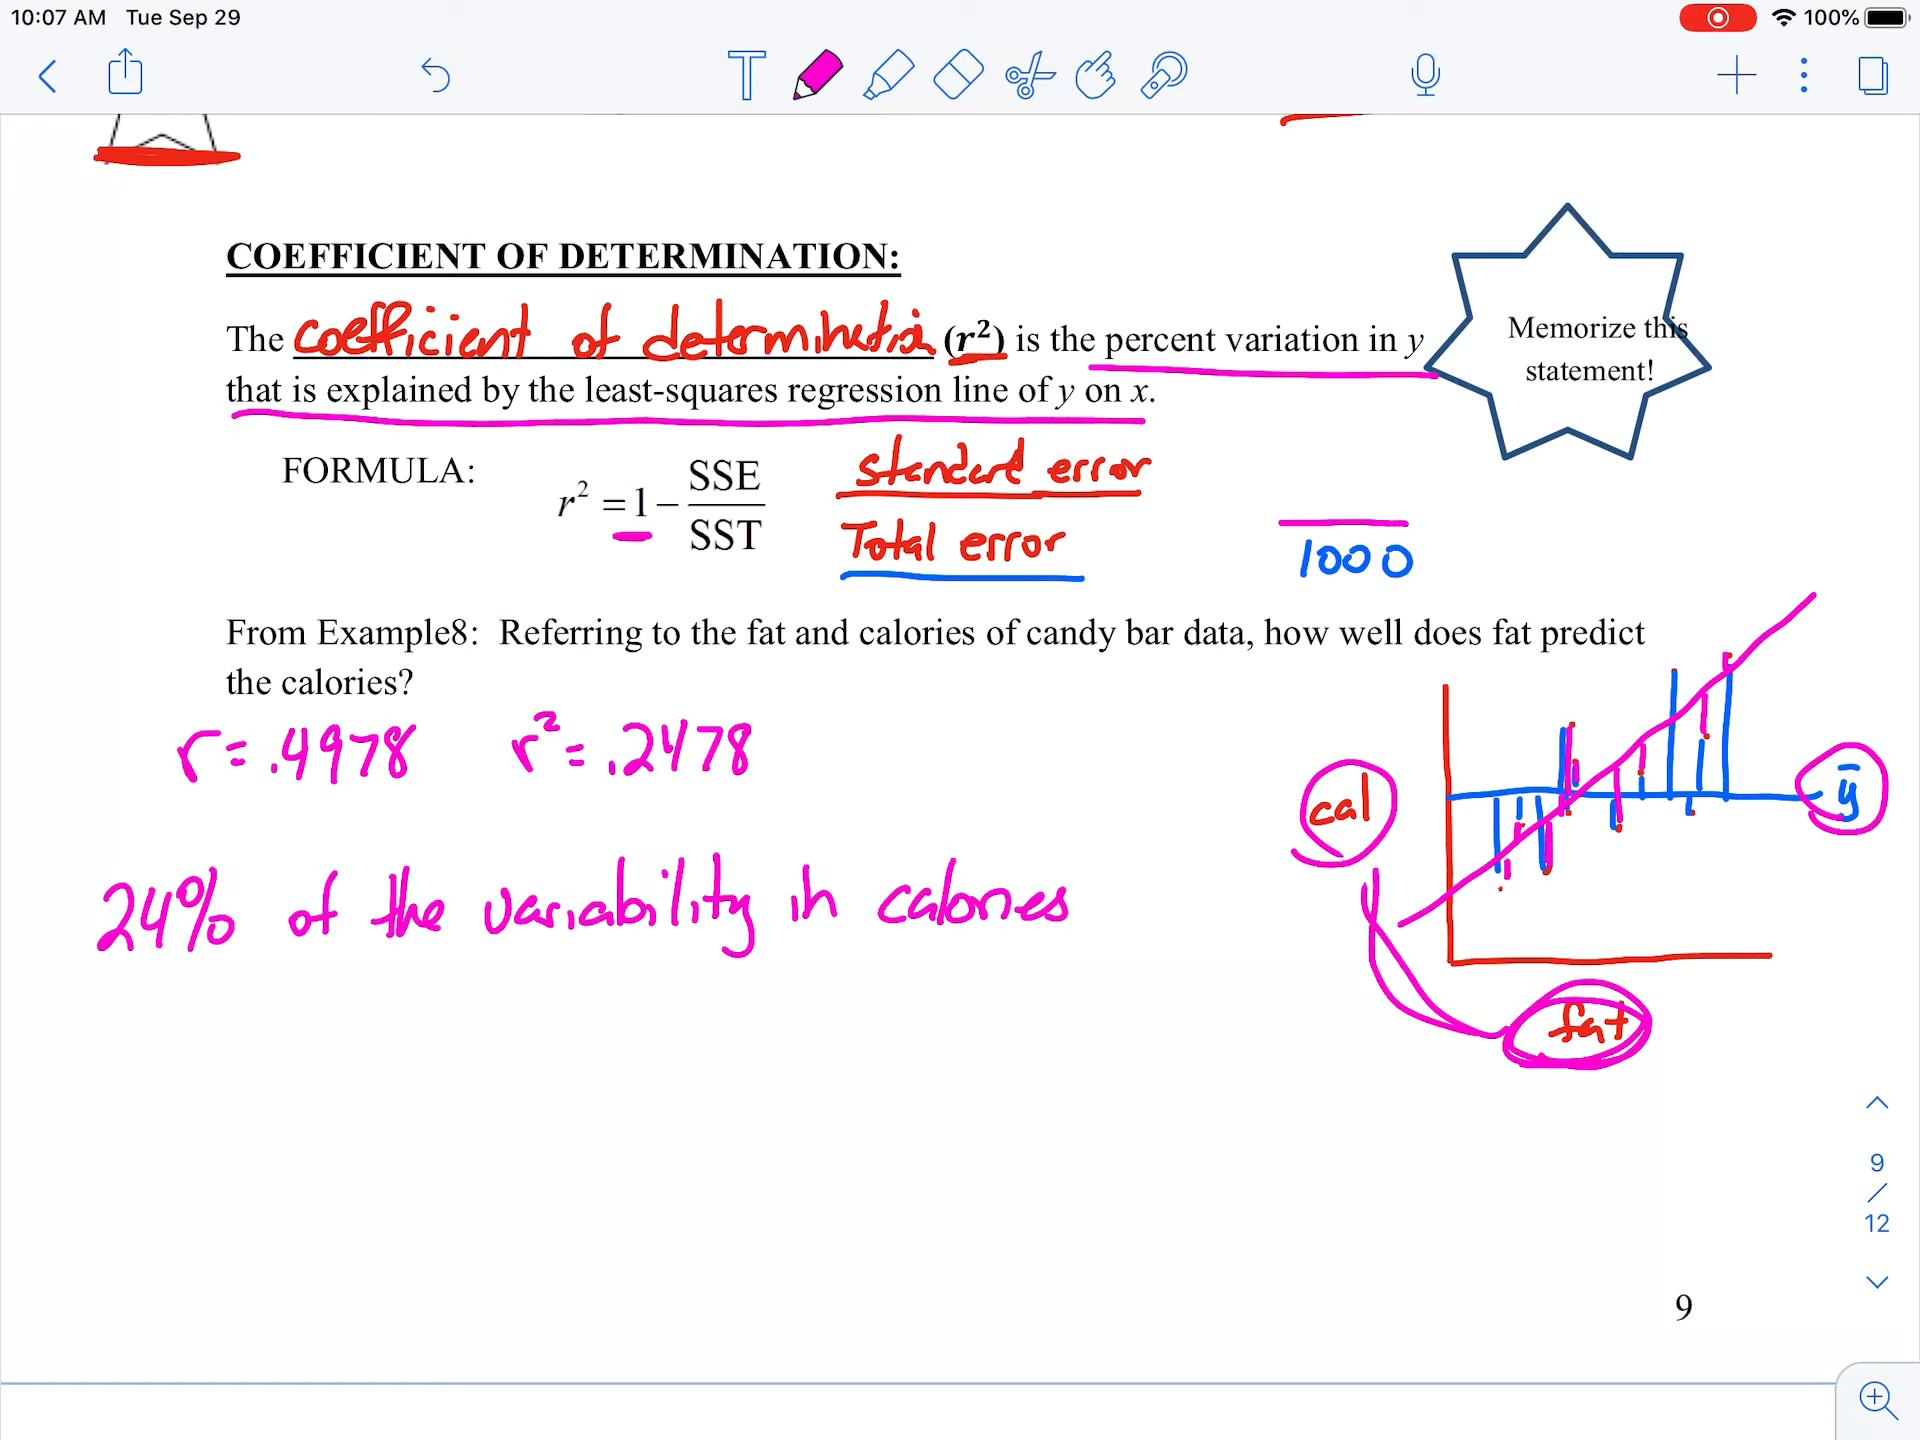 10:07 AM Tue Sep 29
100%
T
COEFFICIENT OF DETERMINATION:
The coefficient of determination (r²) is the percent variation in y
that is explained by the least-squares regression line of y on x.
Memorize this
statement!
FORMULA:
r² = 1 − SSE/SST
Standard error
Total error
1000
From Example8: Referring to the fat and calories of candy bar data, how well does fat predict
the calories?
r = .4978 r² = .2478
cal
ȳ
24% of the variability in calories
fat
9
/
12
9